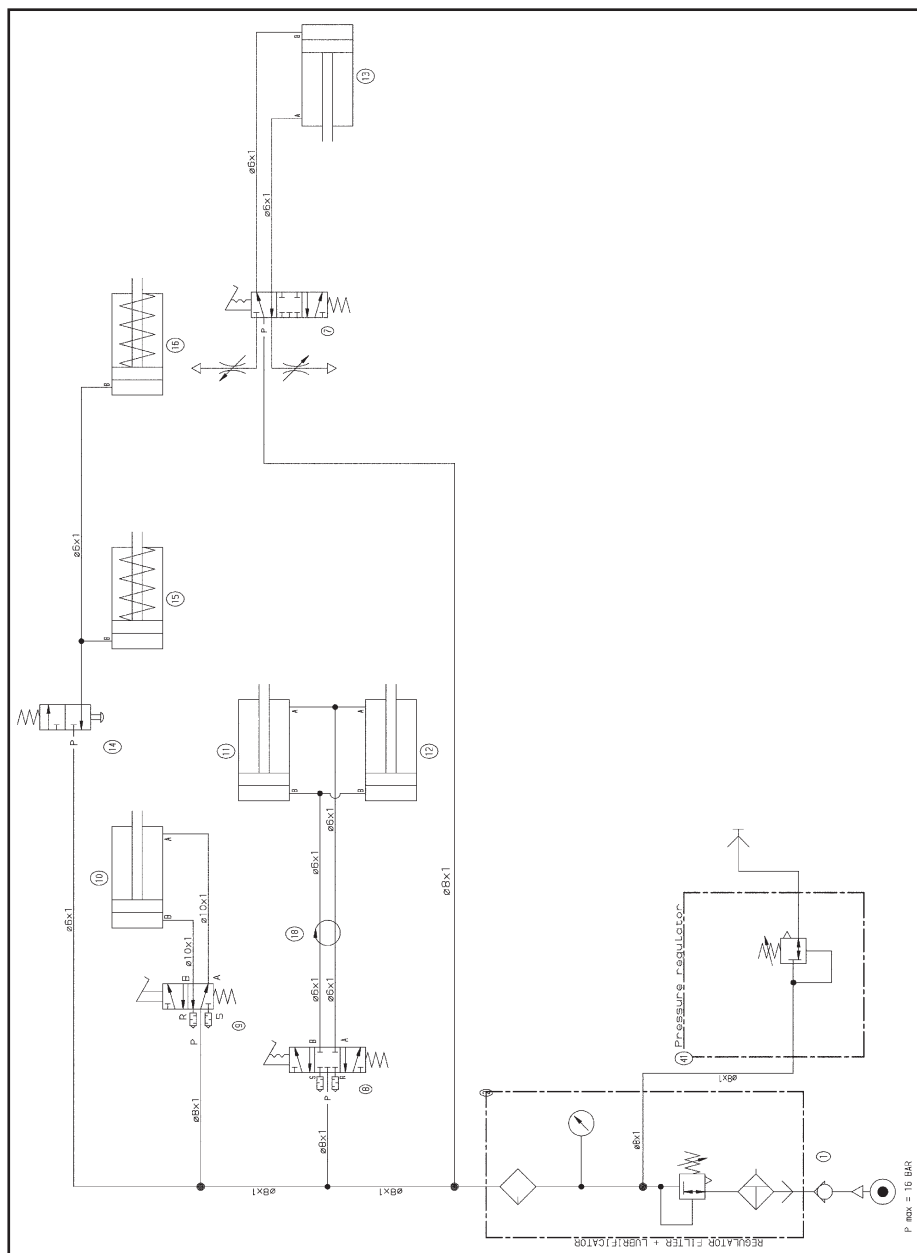 B
13
A
ø6x1
ø6x1
P
7
B
16
ø6x1
B
15
P
14
ø6x1
10
B
A
ø10x1
ø10x1
R
B
A
S
P
9
ø8x1
11
B
A
B
A
12
ø6x1
ø6x1
18
ø6x1
ø6x1
S
B
R
A
P
8
ø8x1
ø8x1
ø8x1
ø8x1
Pressure regulator
41
ø8x1
ø8x1
REGULATOR FILTER + LUBRIFICATOR
1
P max = 16 BAR